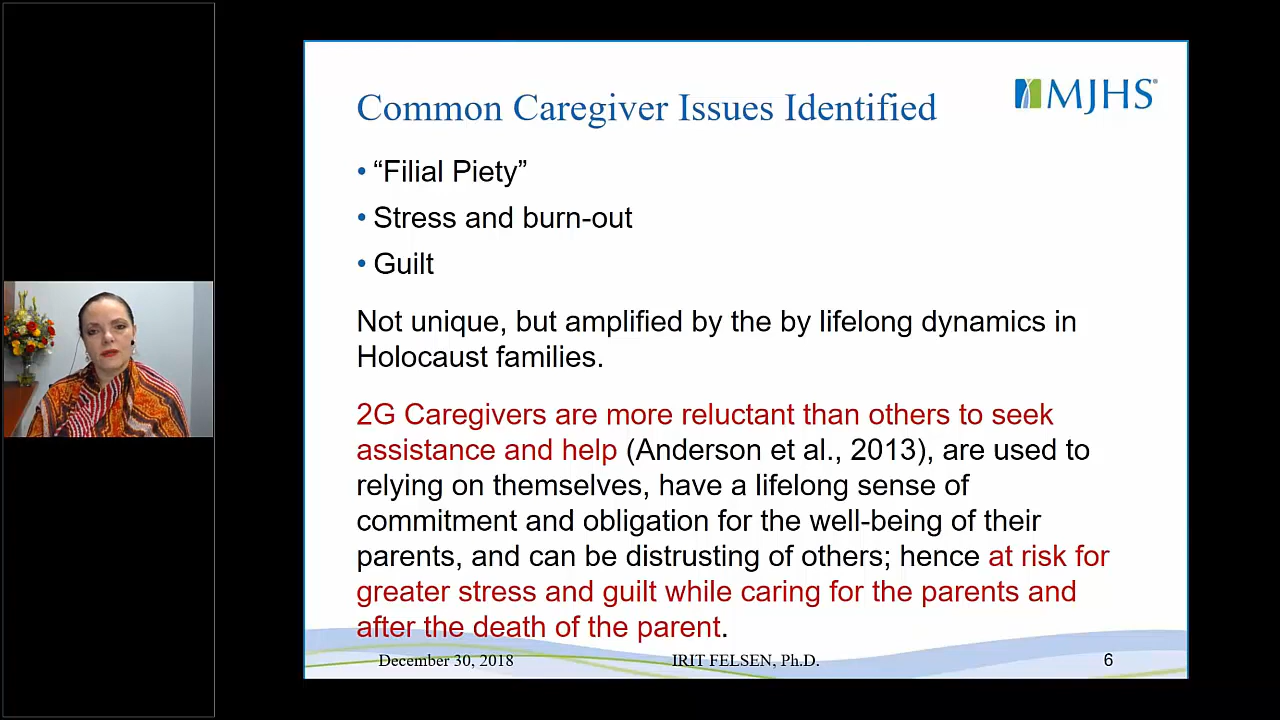 MJHS
Common Caregiver Issues Identified
• “Filial Piety”
• Stress and burn-out
• Guilt
Not unique, but amplified by the by lifelong dynamics in
Holocaust families.
2G Caregivers are more reluctant than others to seek
assistance and help (Anderson et al., 2013), are used to
relying on themselves, have a lifelong sense of
commitment and obligation for the well-being of their
parents, and can be distrusting of others; hence at risk for
greater stress and guilt while caring for the parents and
after the death of the parent.
December 30, 2018 IRIT FELSEN, Ph.D. 6